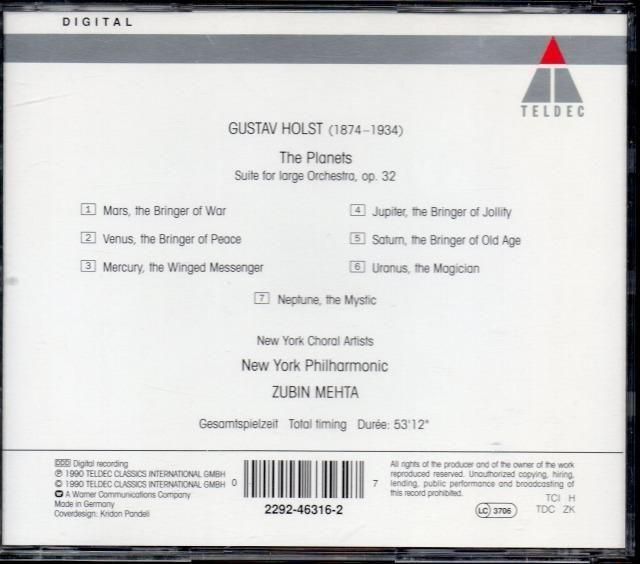 DIGITAL
TELDEC
GUSTAV HOLST (1874-1934)
The Planets
Suite for large Orchestra, op. 32
1 Mars, the Bringer of War
2 Venus, the Bringer of Peace
3 Mercury, the Winged Messenger
4 Jupiter, the Bringer of Jollity
5 Saturn, the Bringer of Old Age
6 Uranus, the Magician
7 Neptune, the Mystic
New York Choral Artists
New York Philharmonic
ZUBIN MEHTA
Gesamtspielzeit Total timing Durée: 53'12"
DDD Digital recording
℗ 1990 TELDEC CLASSICS INTERNATIONAL GMBH
© 1990 TELDEC CLASSICS INTERNATIONAL GMBH
A Warner Communications Company
Made in Germany
Coverdesign: Kridon Pandeli
0 7
2292-46316-2
All rights of the producer and of the owner of the work
reproduced reserved. Unauthorized copying, hiring,
lending, public performance and broadcasting of
this record prohibited.
TCI H
LC 3706 TDC ZK